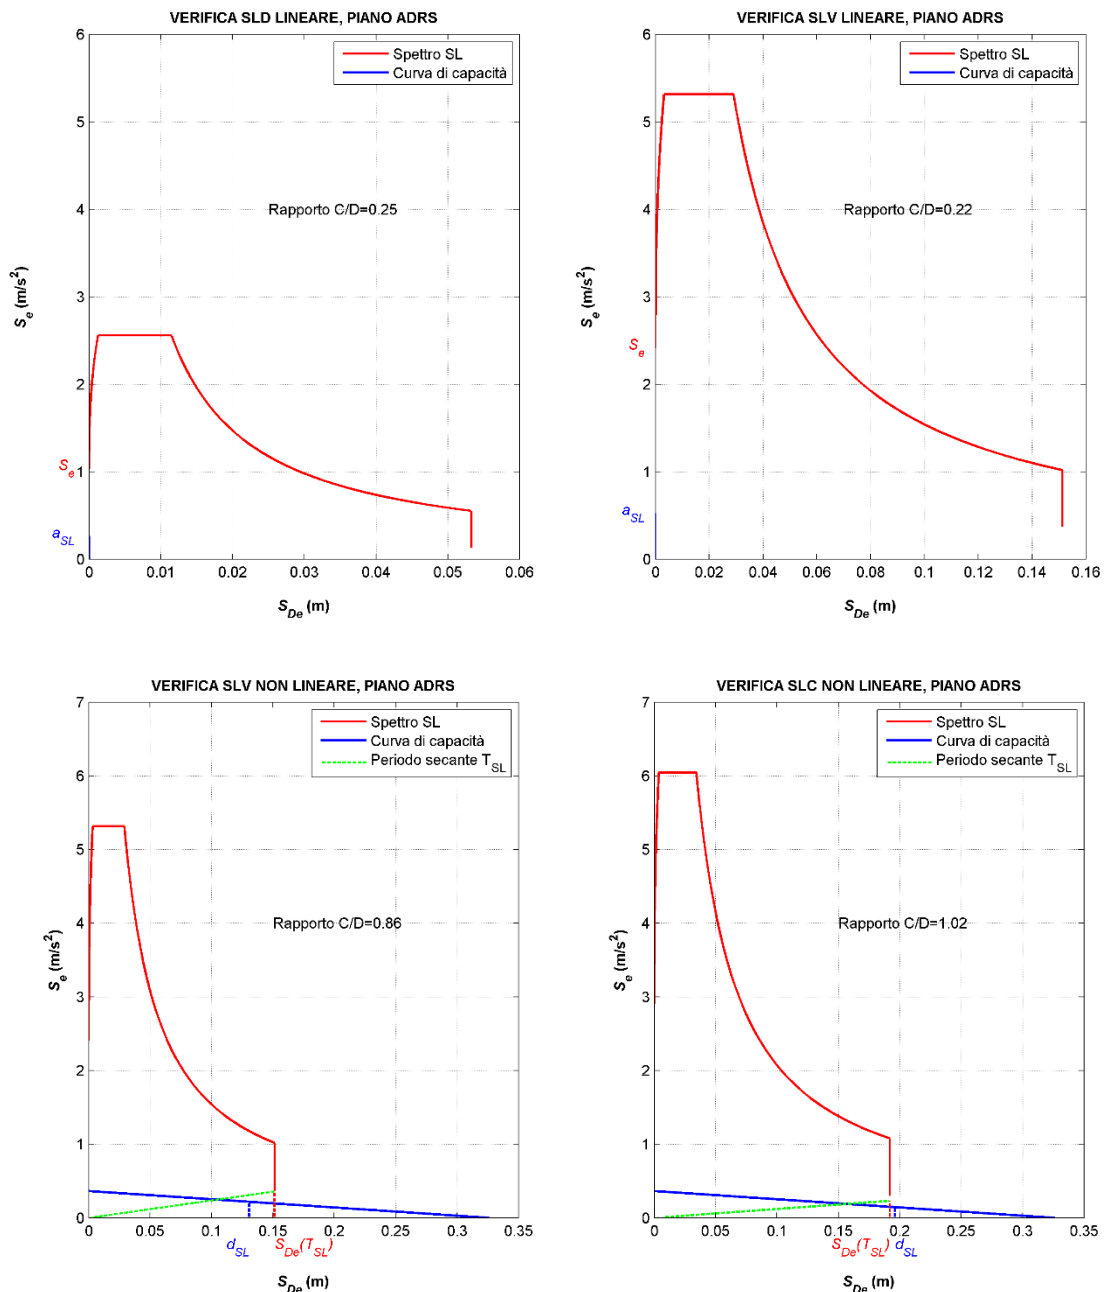 VERIFICA SLD LINEARE, PIANO ADRS
6
Spettro SL
Curva di capacità
5
4
Rapporto C/D=0.25
S_e (m/s²)
3
2
S_e
1
a_SL
0
0 0.01 0.02 0.03 0.04 0.05 0.06
S_De (m)
VERIFICA SLV LINEARE, PIANO ADRS
6
Spettro SL
Curva di capacità
5
4
Rapporto C/D=0.22
S_e (m/s²)
3
S_e
2
1
a_SL
0
0 0.02 0.04 0.06 0.08 0.1 0.12 0.14 0.16
S_De (m)
VERIFICA SLV NON LINEARE, PIANO ADRS
7
Spettro SL
Curva di capacità
Periodo secante T_SL
6
5
4
Rapporto C/D=0.86
S_e (m/s²)
3
2
1
0
0 0.05 0.1 0.15 0.2 0.25 0.3 0.35
d_SL S_De(T_SL)
S_De (m)
VERIFICA SLC NON LINEARE, PIANO ADRS
7
Spettro SL
Curva di capacità
Periodo secante T_SL
6
5
4
Rapporto C/D=1.02
S_e (m/s²)
3
2
1
0
0 0.05 0.1 0.15 0.2 0.25 0.3 0.35
S_De(T_SL) d_SL
S_De (m)